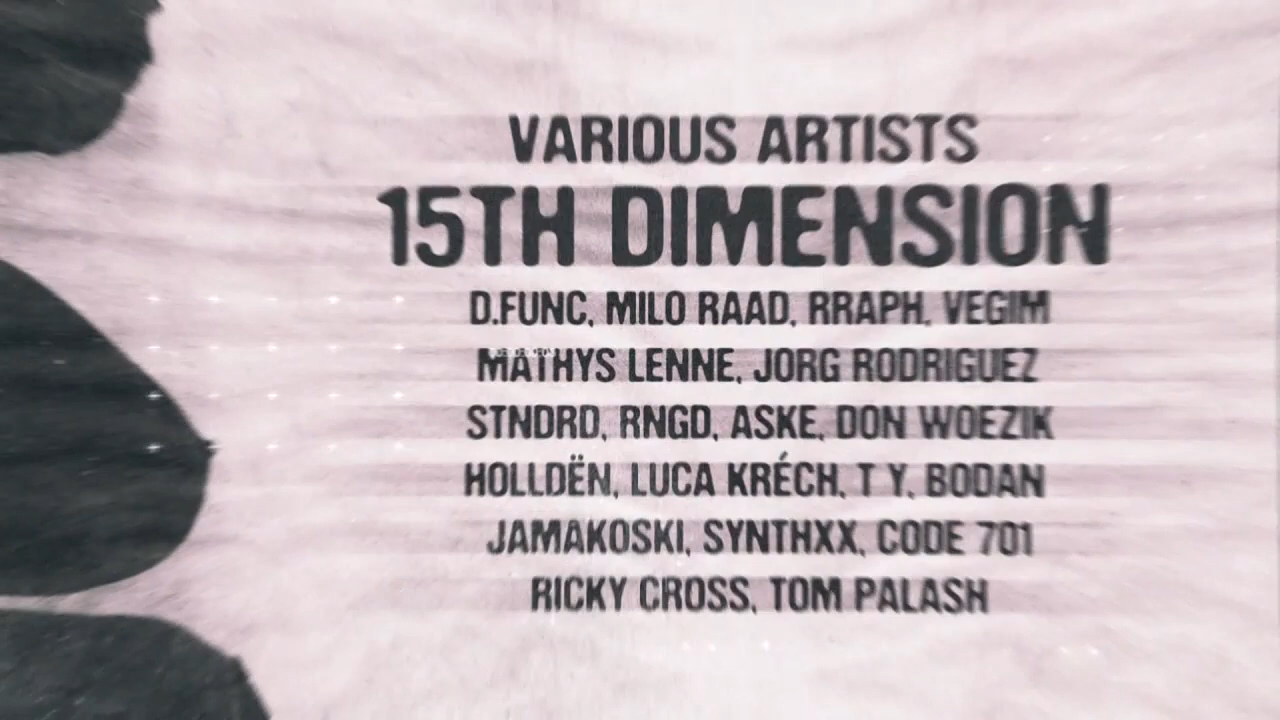 VARIOUS ARTISTS
15TH DIMENSION
D.FUNC, MILO RAAD, RRAPH, VEGIM
MATHYS LENNE, JORG RODRIGUEZ
STNDRD, RNGD, ASKE, DON WOEZIK
HOLLDËN, LUCA KRÉCH, T Y, BODAN
JAMAKOSKI, SYNTHXX, CODE 701
RICKY CROSS, TOM PALASH